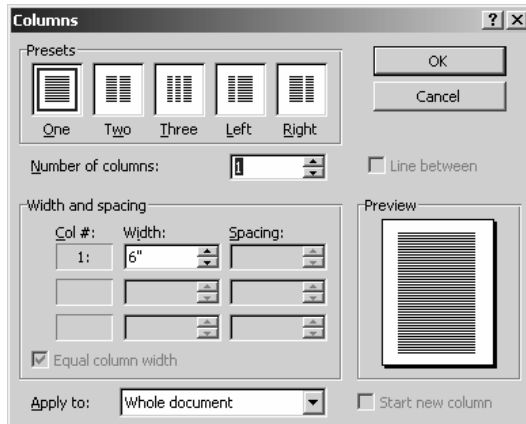 Columns
Presets
One Two Three Left Right
OK
Cancel
Number of columns: 1
Line between
Width and spacing
Col #: Width: Spacing:
1: 6"
Equal column width
Preview
Apply to: Whole document
Start new column